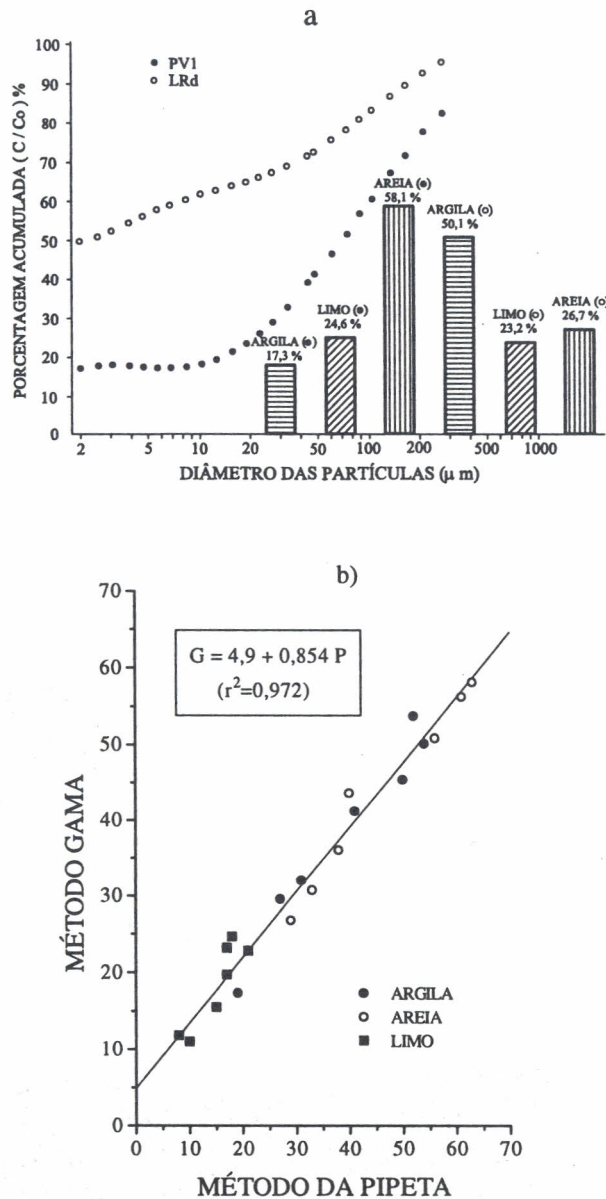 a
PORCENTAGEM ACUMULADA ( C / Co ) %
100
90
80
70
60
50
40
30
20
10
0
PV1
LRd
ARGILA (●)
17,3 %
LIMO (●)
24,6 %
AREIA (●)
58,1 %
ARGILA (○)
50,1 %
LIMO (○)
23,2 %
AREIA (○)
26,7 %
2 5 10 20 50 100 200 500 1000
DIÂMETRO DAS PARTÍCULAS (μ m)
b)
MÉTODO GAMA
70
60
50
40
30
20
10
0
G = 4,9 + 0,854 P
(r²=0,972)
ARGILA
AREIA
LIMO
0 10 20 30 40 50 60 70
MÉTODO DA PIPETA